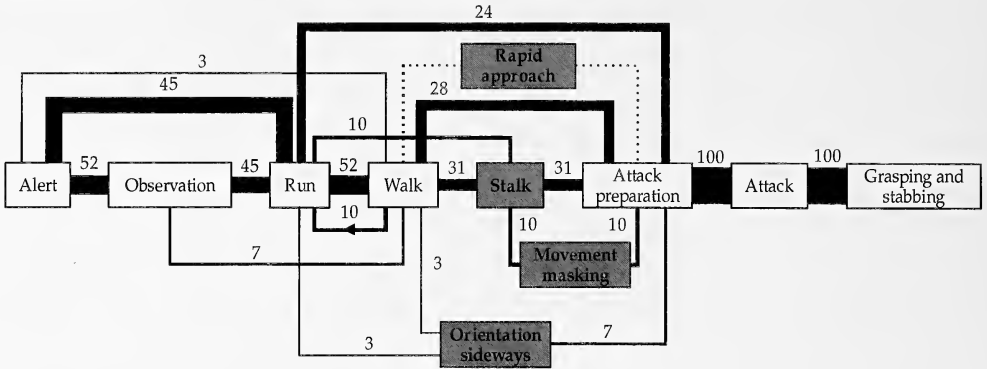 24
Rapid
approach
3
45
28
10
52
45
52
31
31
100
100
Alert
Observation
Run
Walk
Stalk
Attack
preparation
Attack
Grasping and
stabbing
10
10
10
7
3
Movement
masking
3
Orientation
sideways
7